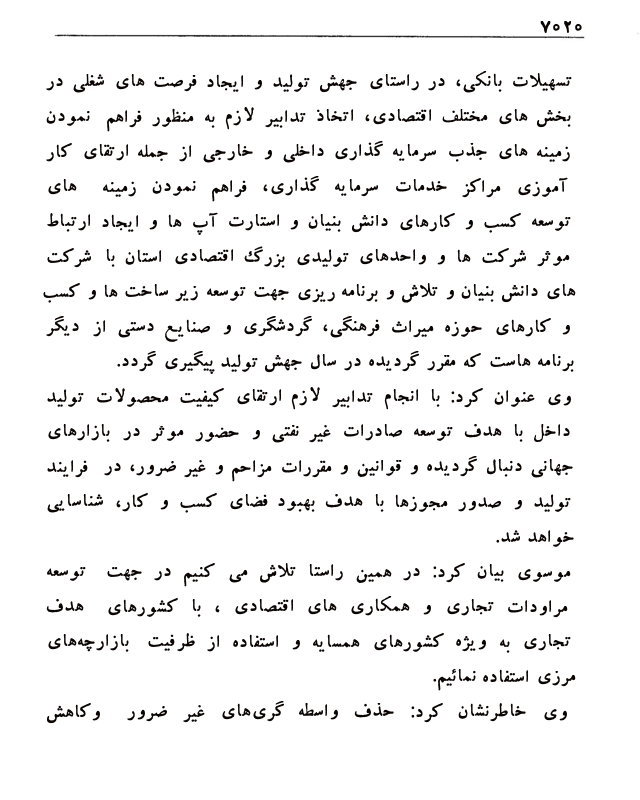 ۷۰۲۰
تسهیلات بانکی، در راستای جهش تولید و ایجاد فرصت های شغلی در
بخش های مختلف اقتصادی، اتخاذ تدابیر لازم به منظور فراهم نمودن
زمینه های جذب سرمایه گذاری داخلی و خارجی از جمله ارتقای کار
آموزی مراکز خدمات سرمایه گذاری، فراهم نمودن زمینه های
توسعه کسب و کارهای دانش بنیان و استارت آپ ها و ایجاد ارتباط
موثر شرکت ها و واحدهای تولیدی بزرگ اقتصادی استان با شرکت
های دانش بنیان و تلاش و برنامه ریزی جهت توسعه زیر ساخت ها و کسب
و کارهای حوزه میراث فرهنگی، گردشگری و صنایع دستی از دیگر
برنامه هاست که مقرر گردیده در سال جهش تولید پیگیری گردد.
وی عنوان کرد: با انجام تدابیر لازم ارتقای کیفیت محصولات تولید
داخل با هدف توسعه صادرات غیر نفتی و حضور موثر در بازارهای
جهانی دنبال گردیده و قوانین و مقررات مزاحم و غیر ضرور، در فرایند
تولید و صدور مجوزها با هدف بهبود فضای کسب و کار، شناسایی
خواهد شد.
موسوی بیان کرد: در همین راستا تلاش می کنیم در جهت توسعه
مراودات تجاری و همکاری های اقتصادی ، با کشورهای هدف
تجاری به ویژه کشورهای همسایه و استفاده از ظرفیت بازارچه‌های
مرزی استفاده نمائیم.
وی خاطرنشان کرد: حذف واسطه گری‌های غیر ضرور وکاهش